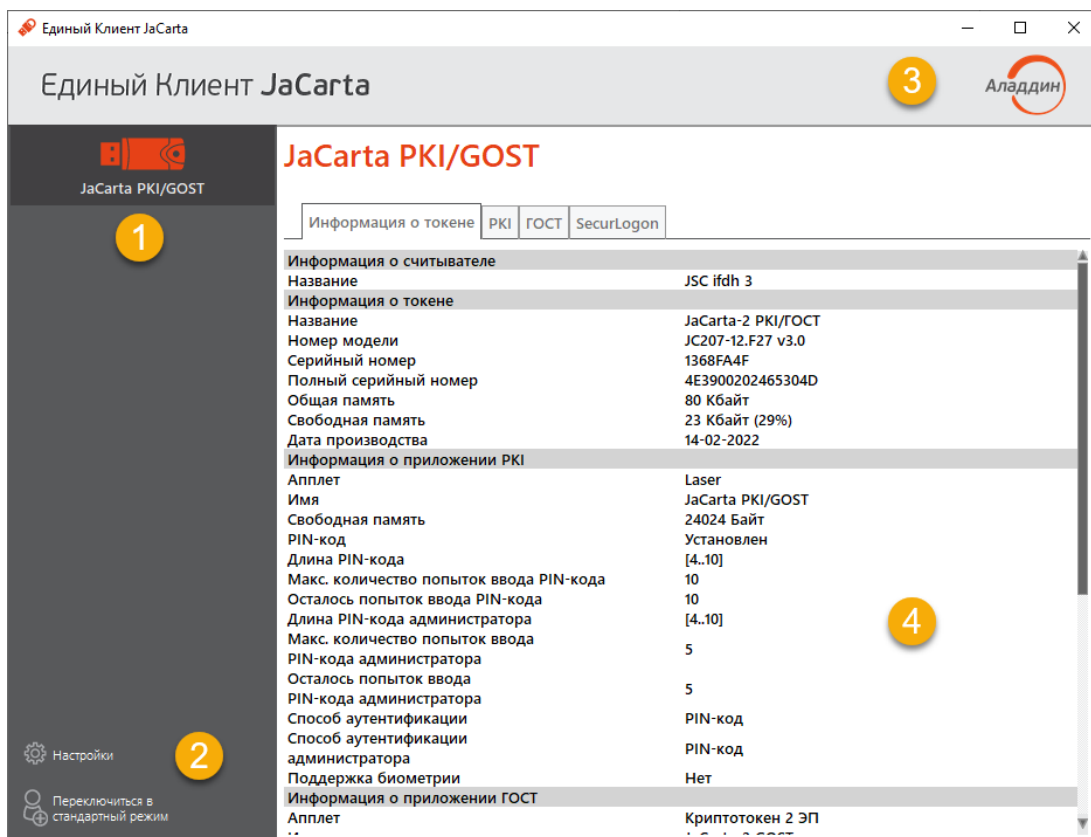 Единый Клиент JaCarta
Единый Клиент JaCarta
3
Аладдин
JaCarta PKI/GOST
1
JaCarta PKI/GOST
Информация о токене PKI ГОСТ SecurLogon
Информация о считывателе
Название JSC ifdh 3
Информация о токене
Название JaCarta-2 PKI/ГОСТ
Номер модели JC207-12.F27 v3.0
Серийный номер 1368FA4F
Полный серийный номер 4E3900202465304D
Общая память 80 Кбайт
Свободная память 23 Кбайт (29%)
Дата производства 14-02-2022
Информация о приложении PKI
Апплет Laser
Имя JaCarta PKI/GOST
Свободная память 24024 Байт
PIN-код Установлен
Длина PIN-кода [4..10]
Макс. количество попыток ввода PIN-кода 10
Осталось попыток ввода PIN-кода 10
Длина PIN-кода администратора [4..10]
4
Макс. количество попыток ввода
PIN-кода администратора 5
Осталось попыток ввода
PIN-кода администратора 5
Способ аутентификации PIN-код
Способ аутентификации
администратора PIN-код
Поддержка биометрии Нет
Информация о приложении ГОСТ
Апплет Криптотокен 2 ЭП
Настройки
2
Переключиться в
стандартный режим